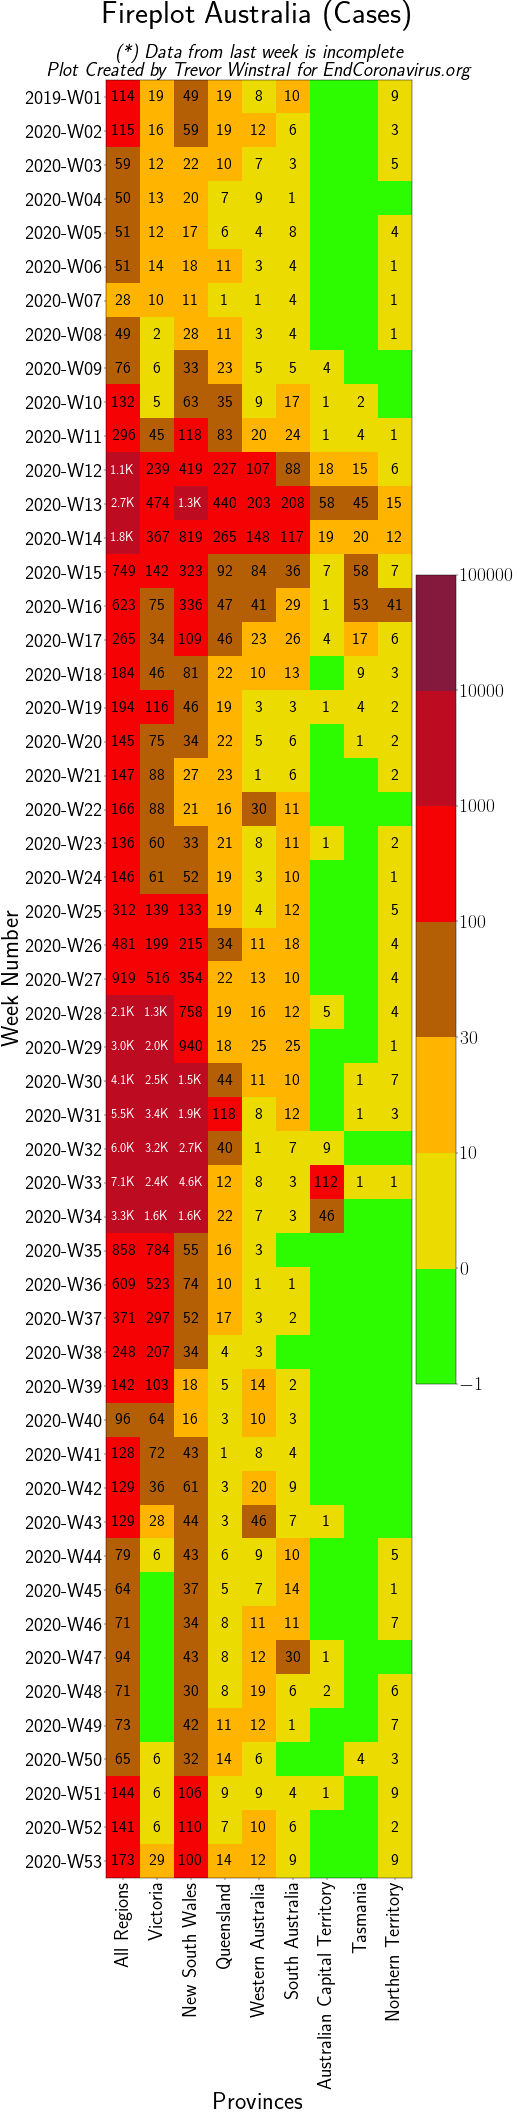 Fireplot Australia (Cases)
(*) Data from last week is incomplete
Plot Created by Trevor Winstral for EndCoronavirus.org
2019-W01 114 19 49 19 8 10 9
2020-W02 115 16 59 19 12 6 3
2020-W03 59 12 22 10 7 3 5
2020-W04 50 13 20 7 9 1
2020-W05 51 12 17 6 4 8 4
2020-W06 51 14 18 11 3 4 1
2020-W07 28 10 11 1 1 4 1
2020-W08 49 2 28 11 3 4 1
2020-W09 76 6 33 23 5 5 4
2020-W10 132 5 63 35 9 17 1 2
2020-W11 296 45 118 83 20 24 1 4 1
2020-W12 1.1K 239 419 227 107 88 18 15 6
2020-W13 2.7K 474 1.3K 440 203 208 58 45 15
2020-W14 1.8K 367 819 265 148 117 19 20 12
2020-W15 749 142 323 92 84 36 7 58 7
2020-W16 623 75 336 47 41 29 1 53 41
2020-W17 265 34 109 46 23 26 4 17 6
2020-W18 184 46 81 22 10 13 9 3
2020-W19 194 116 46 19 3 3 1 4 2
2020-W20 145 75 34 22 5 6 1 2
2020-W21 147 88 27 23 1 6 2
2020-W22 166 88 21 16 30 11
2020-W23 136 60 33 21 8 11 1 2
2020-W24 146 61 52 19 3 10 1
2020-W25 312 139 133 19 4 12 5
2020-W26 481 199 215 34 11 18 4
2020-W27 919 516 354 22 13 10 4
2020-W28 2.1K 1.3K 758 19 16 12 5 4
2020-W29 3.0K 2.0K 940 18 25 25 1
2020-W30 4.1K 2.5K 1.5K 44 11 10 1 7
2020-W31 5.5K 3.4K 1.9K 118 8 12 1 3
2020-W32 6.0K 3.2K 2.7K 40 1 7 9
2020-W33 7.1K 2.4K 4.6K 12 8 3 112 1 1
2020-W34 3.3K 1.6K 1.6K 22 7 3 46
2020-W35 858 784 55 16 3
2020-W36 609 523 74 10 1 1
2020-W37 371 297 52 17 3 2
2020-W38 248 207 34 4 3
2020-W39 142 103 18 5 14 2
2020-W40 96 64 16 3 10 3
2020-W41 128 72 43 1 8 4
2020-W42 129 36 61 3 20 9
2020-W43 129 28 44 3 46 7 1
2020-W44 79 6 43 6 9 10 5
2020-W45 64 37 5 7 14 1
2020-W46 71 34 8 11 11 7
2020-W47 94 43 8 12 30 1
2020-W48 71 30 8 19 6 2 6
2020-W49 73 42 11 12 1 7
2020-W50 65 6 32 14 6 4 3
2020-W51 144 6 106 9 9 4 1 9
2020-W52 141 6 110 7 10 6 2
2020-W53 173 29 100 14 12 9 9
Week Number
100000
10000
1000
100
30
10
0
−1
All Regions
Victoria
New South Wales
Queensland
Western Australia
South Australia
Australian Capital Territory
Tasmania
Northern Territory
Provinces